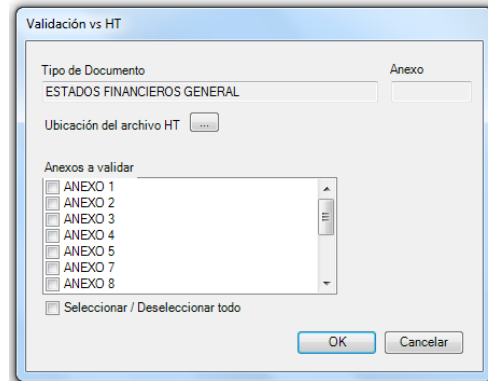 Validación vs HT
Tipo de Documento Anexo
ESTADOS FINANCIEROS GENERAL
Ubicación del archivo HT ...
Anexos a validar
ANEXO 1
ANEXO 2
ANEXO 3
ANEXO 4
ANEXO 5
ANEXO 7
ANEXO 8
Seleccionar / Deseleccionar todo
OK Cancelar